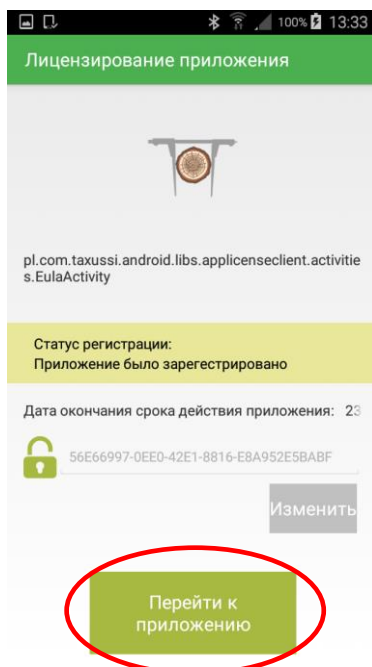 100% 13:33
Лицензирование приложения
pl.com.taxussi.android.libs.applicenseclient.activitie
s.EulaActivity
Статус регистрации:
Приложение было зарегестрировано
Дата окончания срока действия приложения: 23
56E66997-0EE0-42E1-8816-E8A952E5BABF
Изменить
Перейти к
приложению